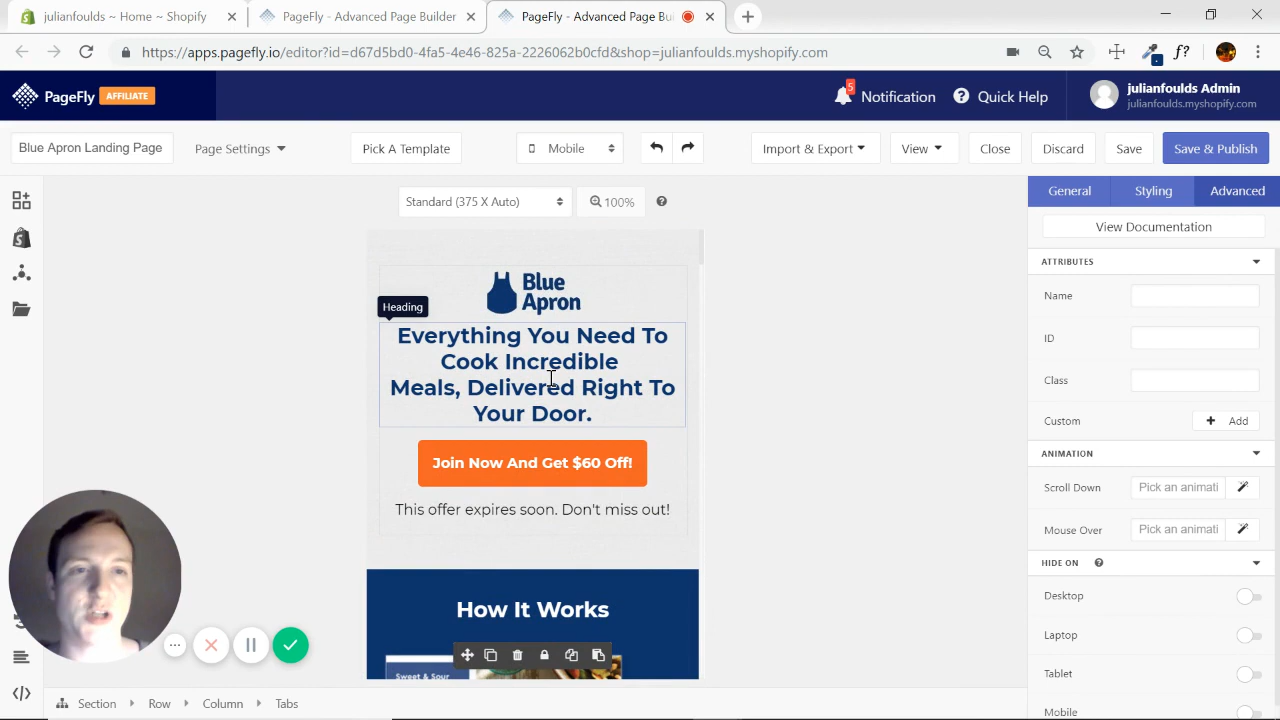 julianfoulds ~ Home ~ Shopify
PageFly - Advanced Page Builder
PageFly - Advanced Page Bu
https://apps.pagefly.io/editor?id=d67d5bd0-4fa5-4e46-825a-2226062b0cfd&shop=julianfoulds.myshopify.com
f?
PageFly AFFILIATE
5
Notification
Quick Help
julianfoulds Admin
julianfoulds.myshopify.com
Blue Apron Landing Page
Page Settings
Pick A Template
Mobile
Import & Export
View
Close
Discard
Save
Save & Publish
Standard (375 X Auto)
100%
General
Styling
Advanced
View Documentation
ATTRIBUTES
Name
ID
Class
Custom
+ Add
ANIMATION
Scroll Down
Pick an animati
Mouse Over
Pick an animati
HIDE ON
Desktop
Laptop
Tablet
Mobile
Blue
Apron
Heading
Everything You Need To
Cook Incredible
Meals, Delivered Right To
Your Door.
Join Now And Get $60 Off!
This offer expires soon. Don't miss out!
How It Works
Sweet & Sour
Section
Row
Column
Tabs